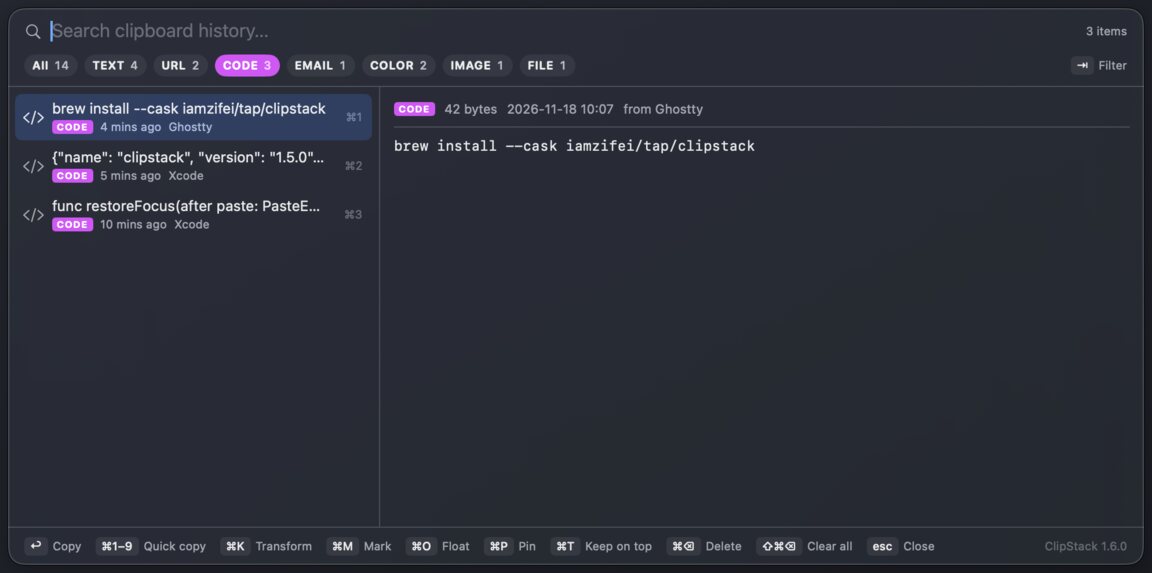 Search clipboard history...
3 items
All 14 TEXT 4 URL 2 CODE 3 EMAIL 1 COLOR 2 IMAGE 1 FILE 1
⇥ Filter
</> brew install --cask iamzifei/tap/clipstack ⌘1
CODE 4 mins ago Ghostty
</> {"name": "clipstack", "version": "1.5.0"... ⌘2
CODE 5 mins ago Xcode
</> func restoreFocus(after paste: PasteE... ⌘3
CODE 10 mins ago Xcode
CODE 42 bytes 2026-11-18 10:07 from Ghostty
brew install --cask iamzifei/tap/clipstack
↩ Copy ⌘1–9 Quick copy ⌘K Transform ⌘M Mark ⌘O Float ⌘P Pin ⌘T Keep on top ⌘⌫ Delete ⇧⌘⌫ Clear all esc Close ClipStack 1.6.0